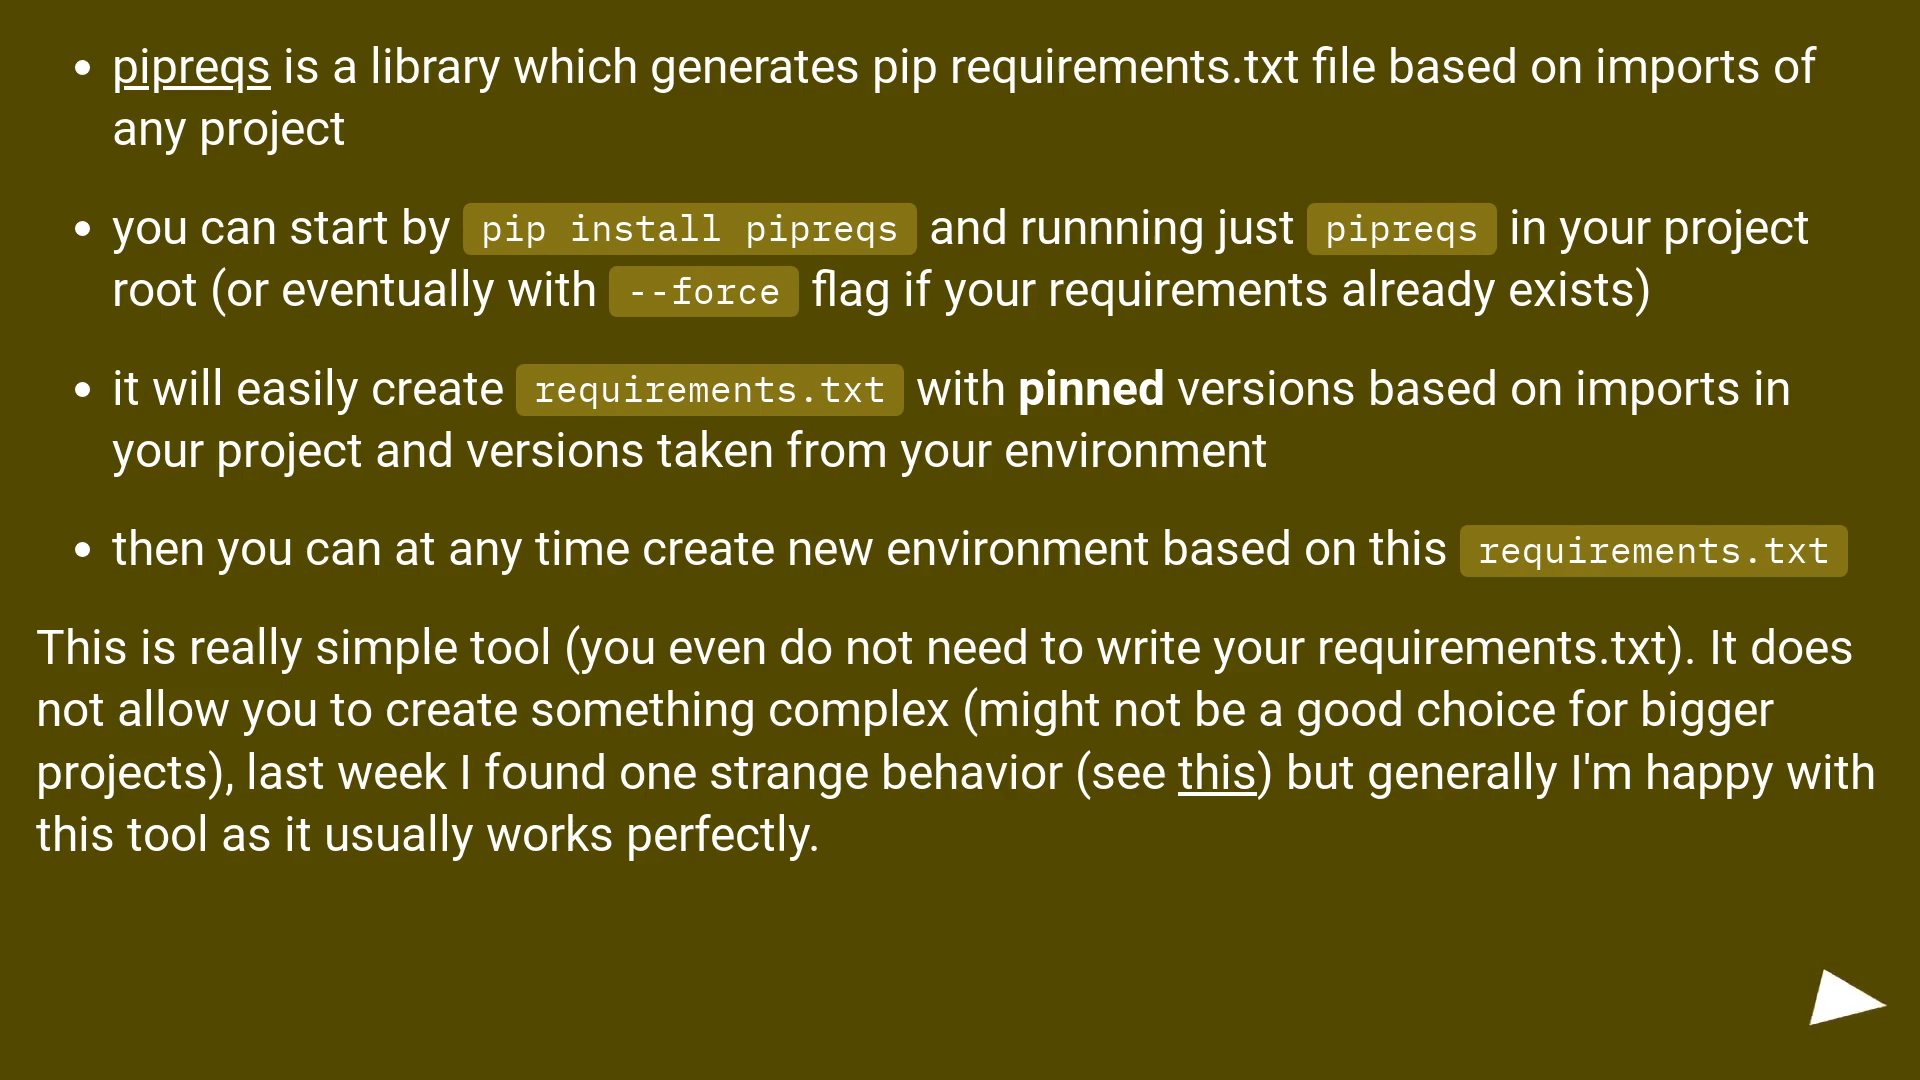 pipreqs is a library which generates pip requirements.txt file based on imports of
any project
you can start by pip install pipreqs and runnning just pipreqs in your project
root (or eventually with --force flag if your requirements already exists)
it will easily create requirements.txt with pinned versions based on imports in
your project and versions taken from your environment
then you can at any time create new environment based on this requirements.txt
This is really simple tool (you even do not need to write your requirements.txt). It does
not allow you to create something complex (might not be a good choice for bigger
projects), last week I found one strange behavior (see this) but generally I'm happy with
this tool as it usually works perfectly.